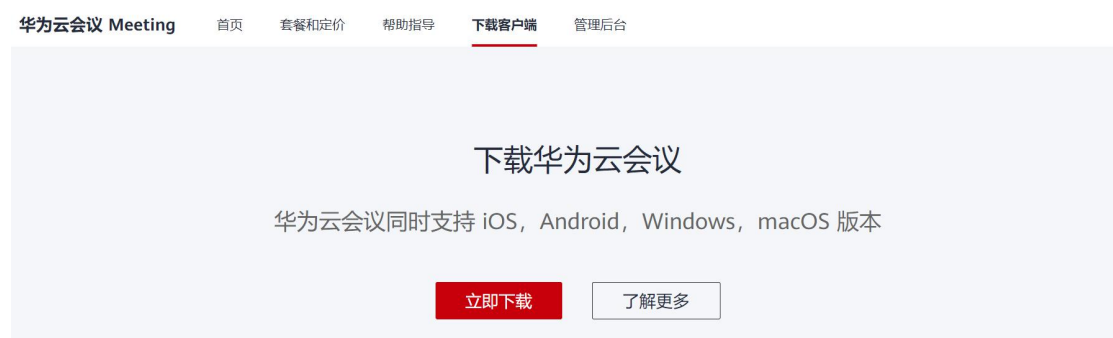 华为云会议 Meeting 首页 套餐和定价 帮助指导 下载客户端 管理后台
下载华为云会议
华为云会议同时支持 iOS，Android，Windows，macOS 版本
立即下载 了解更多